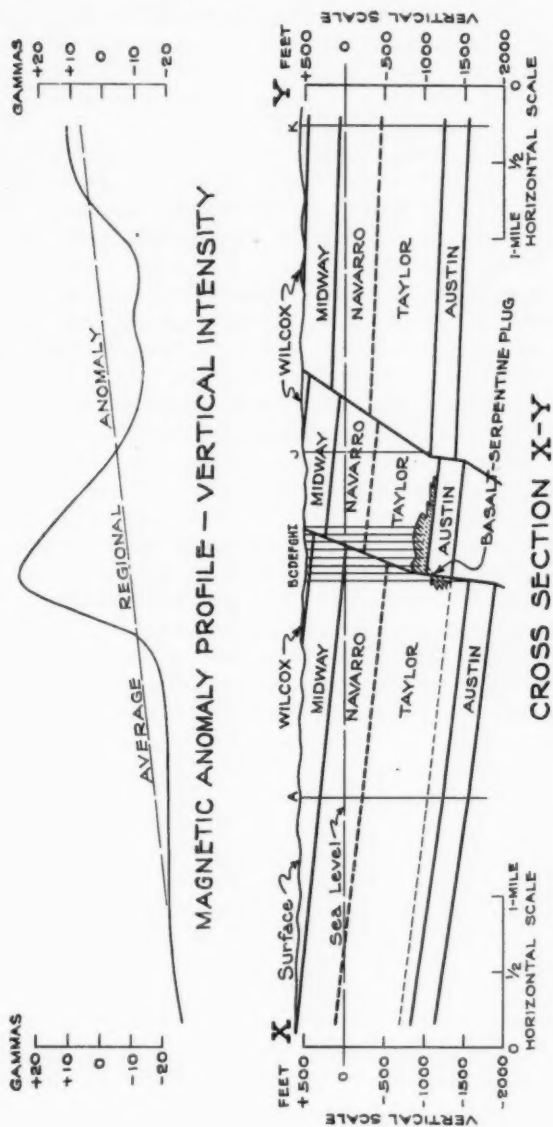 GAMMAS
+20
+10
0
-10
-20
GAMMAS
+20
+10
0
-10
-20
AVERAGE REGIONAL ANOMALY
MAGNETIC ANOMALY PROFILE - VERTICAL INTENSITY
X
Y
FEET
+500
0
-500
-1000
-1500
-2000
VERTICAL SCALE
FEET
+500
0
-500
-1000
-1500
-2000
VERTICAL SCALE
Surface
A
WILCOX
BCDEFGHI
J
S WILCOX
K
Sea Level
MIDWAY
MIDWAY
MIDWAY
NAVARRO
NAVARRO
NAVARRO
TAYLOR
TAYLOR
TAYLOR
AUSTIN
AUSTIN
AUSTIN
BASALT-SERPENTINE PLUG
0 1/2 1-MILE
HORIZONTAL SCALE
1-MILE 1/2 0
HORIZONTAL SCALE
CROSS SECTION X-Y